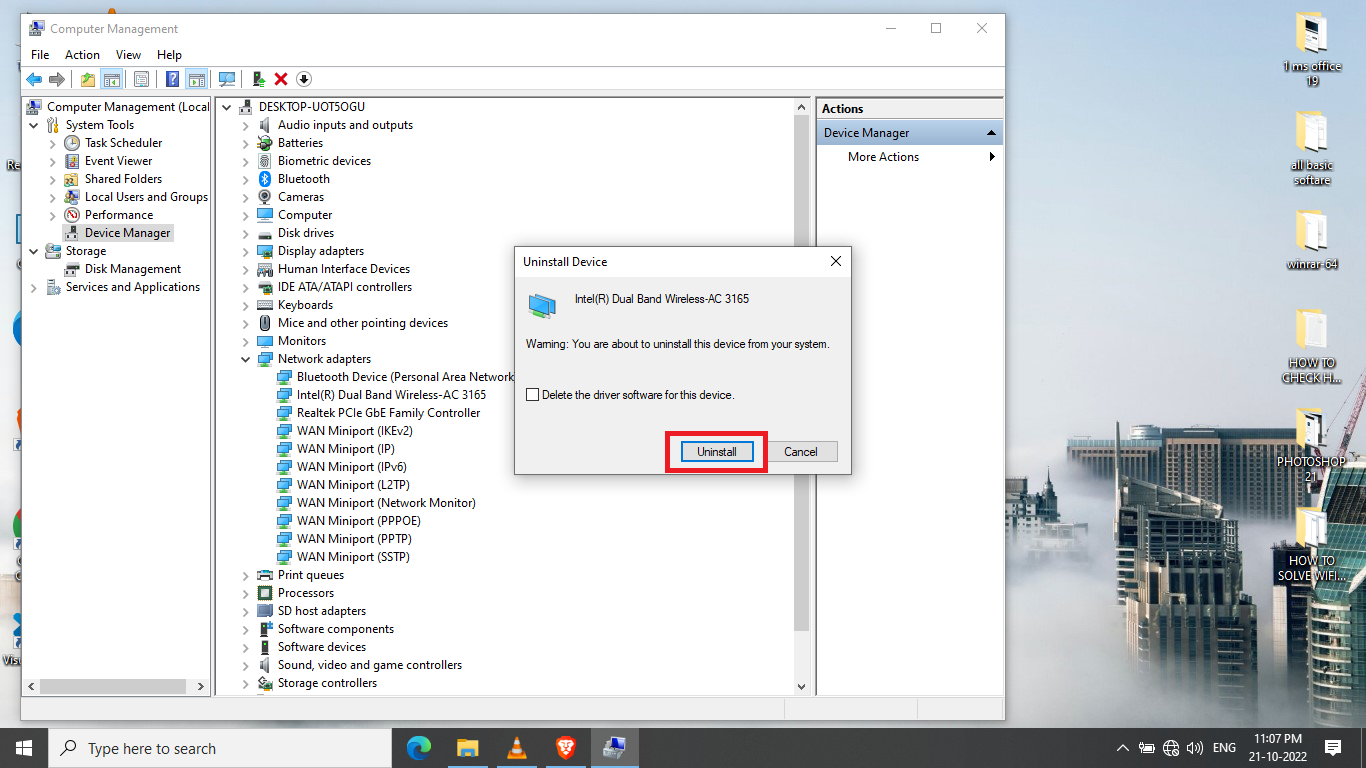 Computer Management
File Action View Help
Computer Management (Local
System Tools
Task Scheduler
Event Viewer
Shared Folders
Local Users and Groups
Performance
Device Manager
Storage
Disk Management
Services and Applications
DESKTOP-UOT5OGU
Audio inputs and outputs
Batteries
Biometric devices
Bluetooth
Cameras
Computer
Disk drives
Display adapters
Human Interface Devices
IDE ATA/ATAPI controllers
Keyboards
Mice and other pointing devices
Monitors
Network adapters
Bluetooth Device (Personal Area Network
Intel(R) Dual Band Wireless-AC 3165
Realtek PCIe GbE Family Controller
WAN Miniport (IKEv2)
WAN Miniport (IP)
WAN Miniport (IPv6)
WAN Miniport (L2TP)
WAN Miniport (Network Monitor)
WAN Miniport (PPPOE)
WAN Miniport (PPTP)
WAN Miniport (SSTP)
Print queues
Processors
SD host adapters
Software components
Software devices
Sound, video and game controllers
Storage controllers
Actions
Device Manager
More Actions
Uninstall Device
Intel(R) Dual Band Wireless-AC 3165
Warning: You are about to uninstall this device from your system.
Delete the driver software for this device.
Uninstall Cancel
1 ms office
19
all basic
softare
winrar-64
HOW TO
CHECK H...
PHOTOSHOP
21
HOW TO
SOLVE WIFI...
Type here to search
ENG
11:07 PM
21-10-2022